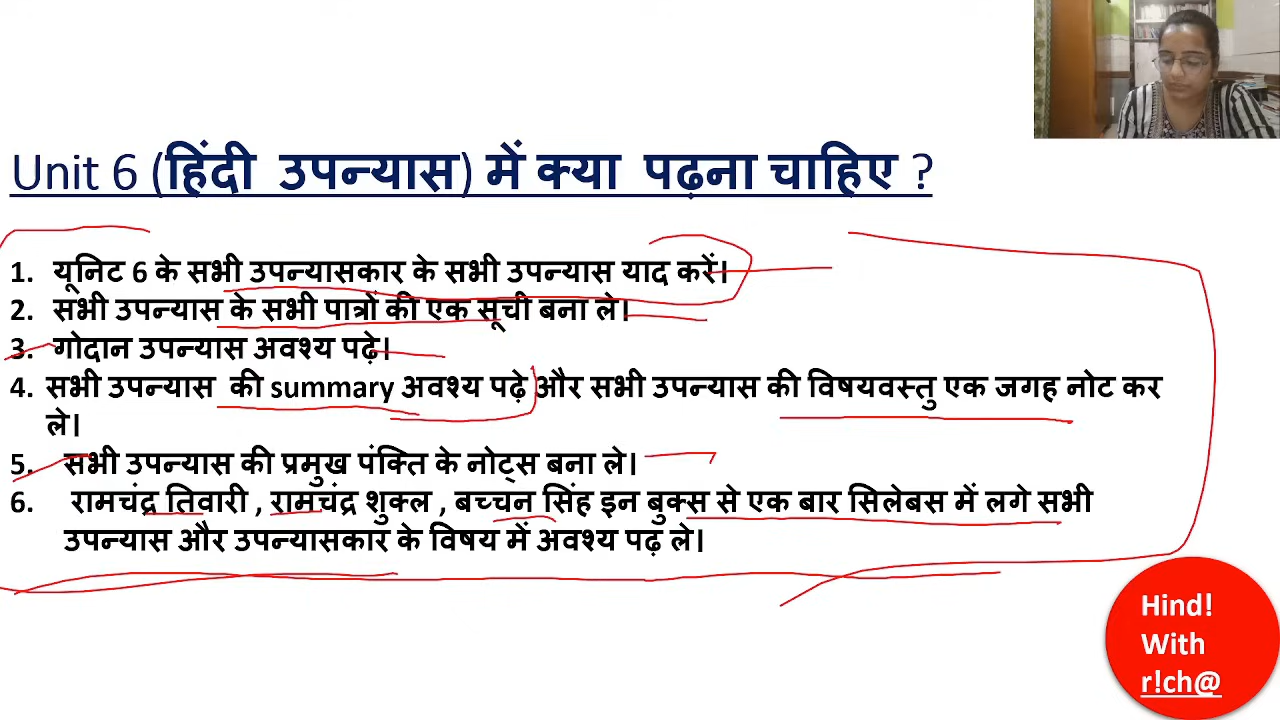 Unit 6 (हिंदी उपन्यास) में क्या पढ़ना चाहिए ?
1. यूनिट 6 के सभी उपन्यासकार के सभी उपन्यास याद करें।
2. सभी उपन्यास के सभी पात्रों की एक सूची बना ले।
3. गोदान उपन्यास अवश्य पढ़े।
4. सभी उपन्यास की summary अवश्य पढ़े और सभी उपन्यास की विषयवस्तु एक जगह नोट कर
ले।
5. सभी उपन्यास की प्रमुख पंक्ति के नोट्स बना ले।
6. रामचंद्र तिवारी , रामचंद्र शुक्ल , बच्चन सिंह इन बुक्स से एक बार सिलेबस में लगे सभी
उपन्यास और उपन्यासकार के विषय में अवश्य पढ़ ले।
Hind!
With
r!ch@